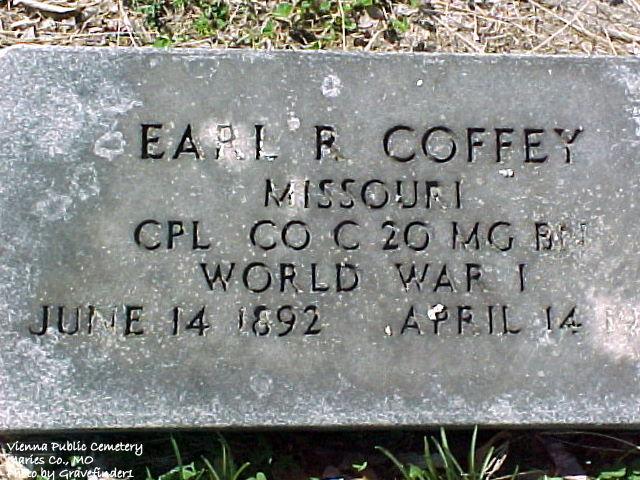 EARL R COFFEY
MISSOURI
CPL CO C 20 MG BN
WORLD WAR I
JUNE 14 1892 APRIL 14
Vienna Public Cemetery
Maries Co., MO
Photo by Gravefinder1